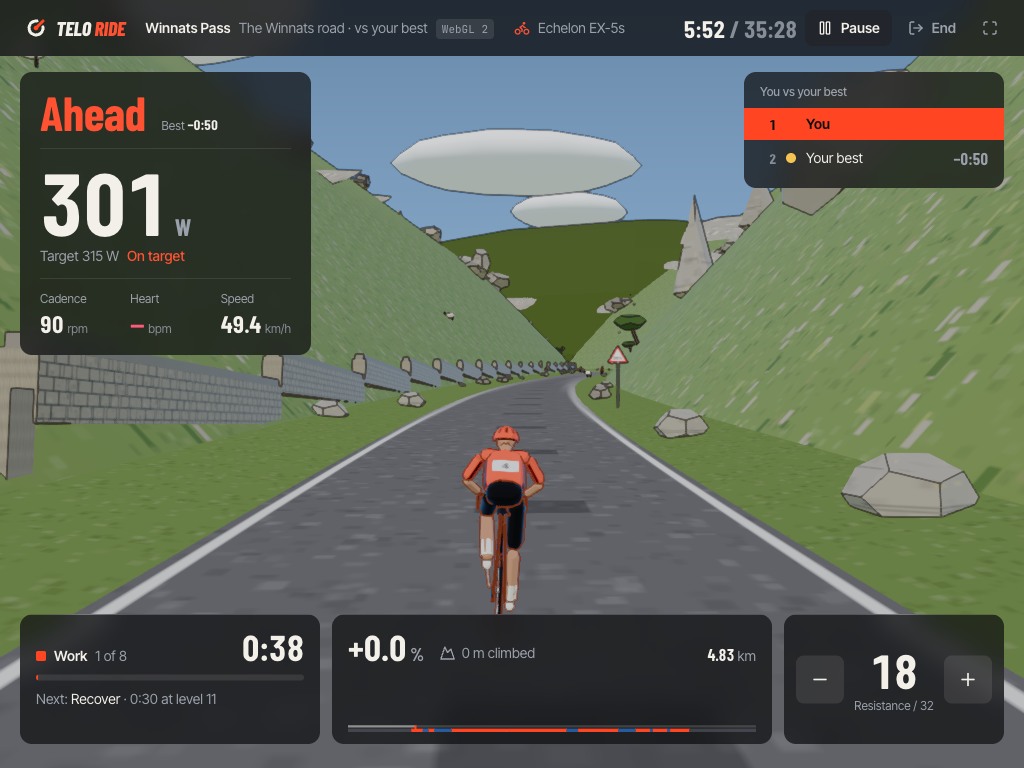 TELO RIDE Winnats Pass The Winnats road · vs your best WebGL 2 Echelon EX-5s 5:52 / 35:28 Pause End
Ahead Best −0:50
301 W
Target 315 W On target
Cadence Heart Speed
90 rpm — bpm 49.4 km/h
You vs your best
1 You
2 Your best −0:50
4
Work 1 of 8 0:38
Next: Recover · 0:30 at level 11
+0.0 % 0 m climbed 4.83 km
− 18 +
Resistance / 32